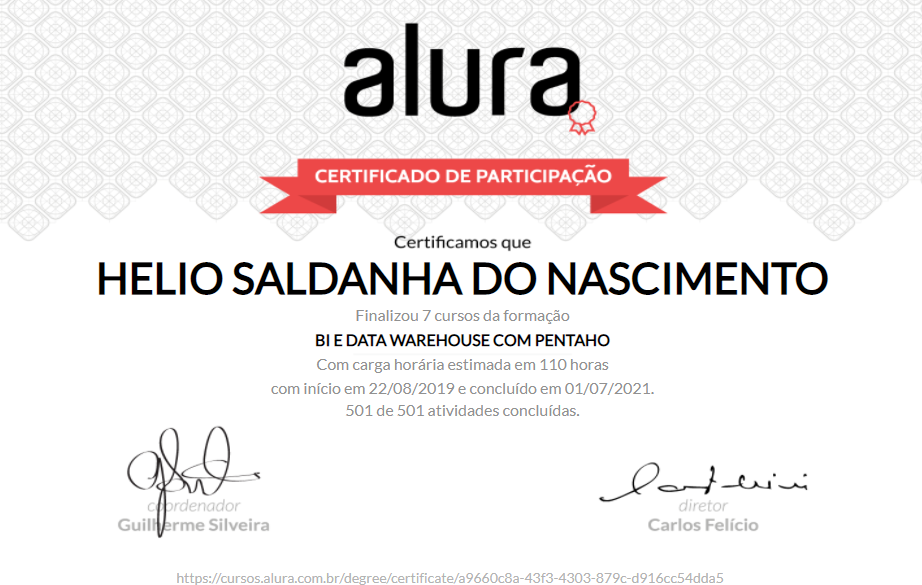 alura
CERTIFICADO DE PARTICIPAÇÃO
Certificamos que
HELIO SALDANHA DO NASCIMENTO
Finalizou 7 cursos da formação
BI E DATA WAREHOUSE COM PENTAHO
Com carga horária estimada em 110 horas
com início em 22/08/2019 e concluído em 01/07/2021.
501 de 501 atividades concluídas.
coordenador
Guilherme Silveira
diretor
Carlos Felício
https://cursos.alura.com.br/degree/certificate/a9660c8a-43f3-4303-879c-d916cc54dda5